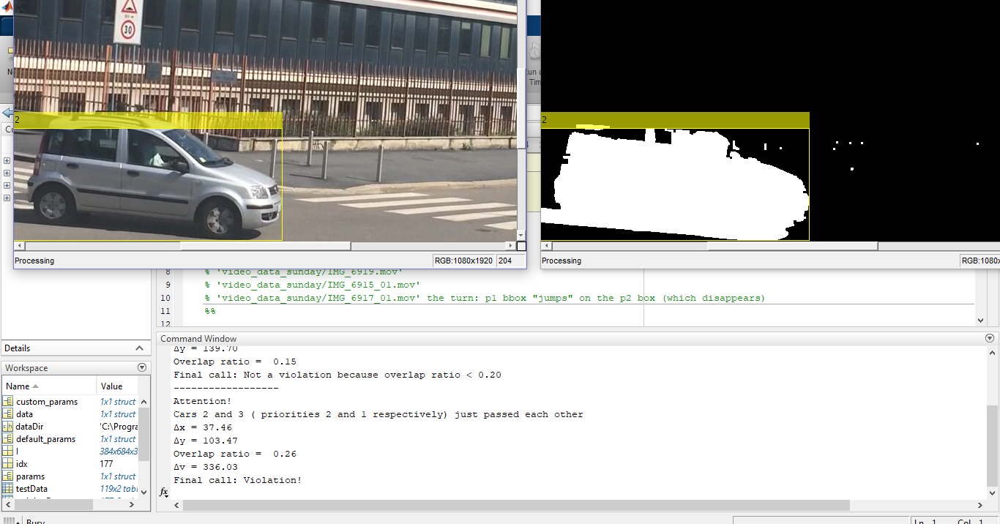 30
2
2
N
un a
Tim
Cu
Processing
RGB:1080x1920
204
Processing
RGB:1080x
8 % 'video_data_sunday/IMG_6919.mov'
9 % 'video_data_sunday/IMG_6915_01.mov'
10 % 'video_data_sunday/IMG_6917_01.mov' the turn: p1 bbox "jumps" on the p2 box (which disappears)
11 %%
12
Details
Workspace
Name Value
custom_params 1x1 struct
data 1x1 struct
dataDir 'C:\Progra
default_params 1x1 struct
I 384x684x3
idx 177
params 1x1 struct
testData 119x2 tabl
Command Window
Δy = 139.70
Overlap ratio =  0.15
Final call: Not a violation because overlap ratio < 0.20
------------------
Attention!
Cars 2 and 3 ( priorities 2 and 1 respectively) just passed each other
Δx = 37.46
Δy = 103.47
Overlap ratio =  0.26
Δv = 336.03
Final call: Violation!
fx
Busy
Ln 1 Col 1